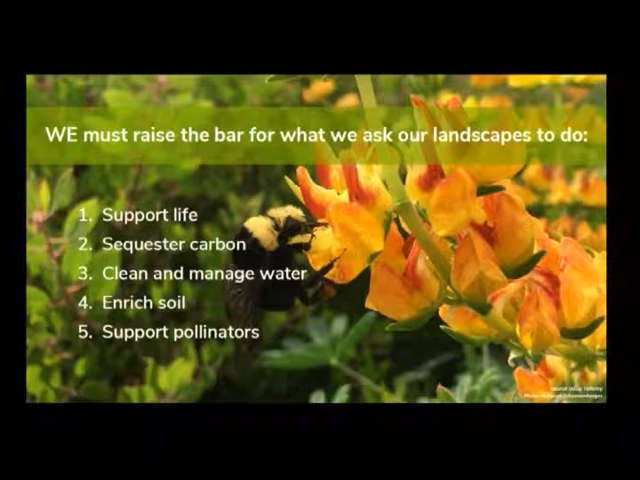 WE must raise the bar for what we ask our landscapes to do:
1. Support life
2. Sequester carbon
3. Clean and manage water
4. Enrich soil
5. Support pollinators